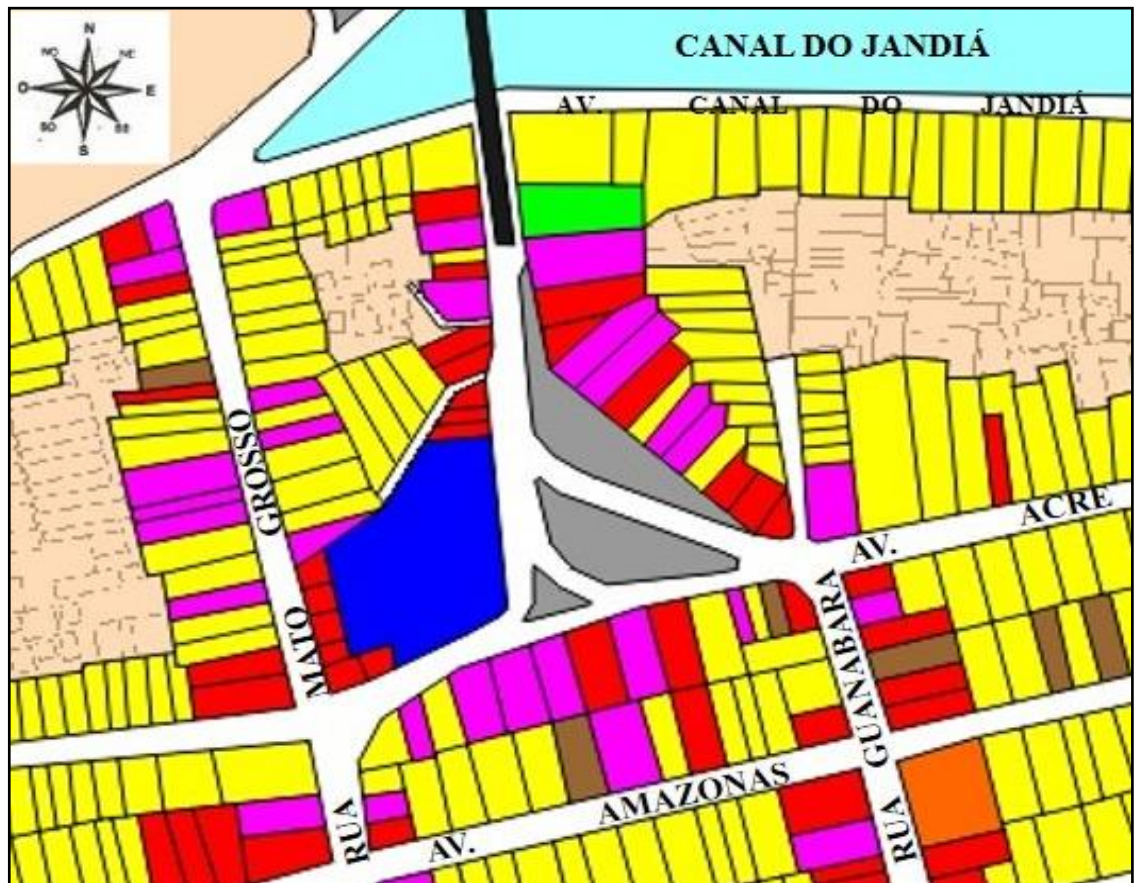 N
NO NE
O E
SO SE
S
CANAL DO JANDIÁ
AV. CANAL DO JANDIÁ
RUA MATO GROSSO
AV. ACRE
RUA GUANABARA
AV. AMAZONAS